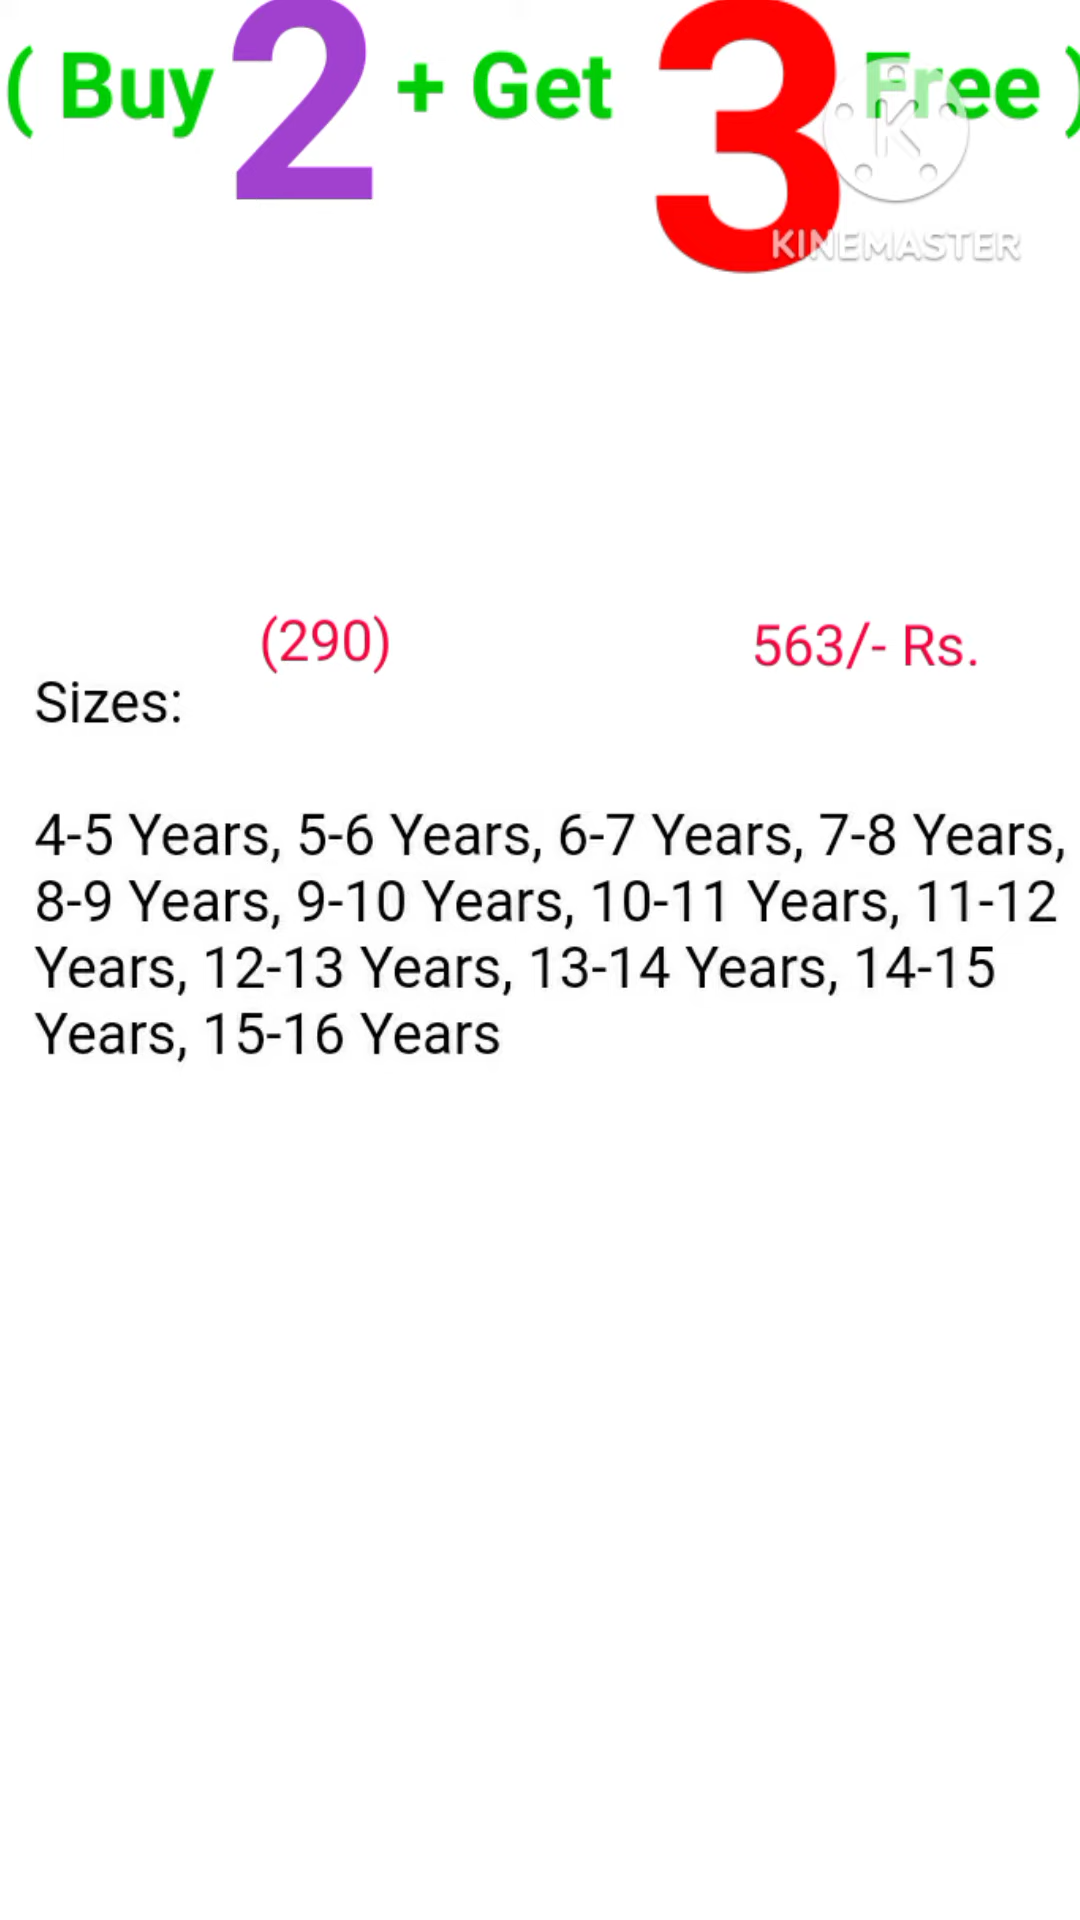 ( Buy 2 + Get 3 Free )
KINEMASTER
(290) 563/- Rs.
Sizes:
4-5 Years, 5-6 Years, 6-7 Years, 7-8 Years,
8-9 Years, 9-10 Years, 10-11 Years, 11-12
Years, 12-13 Years, 13-14 Years, 14-15
Years, 15-16 Years